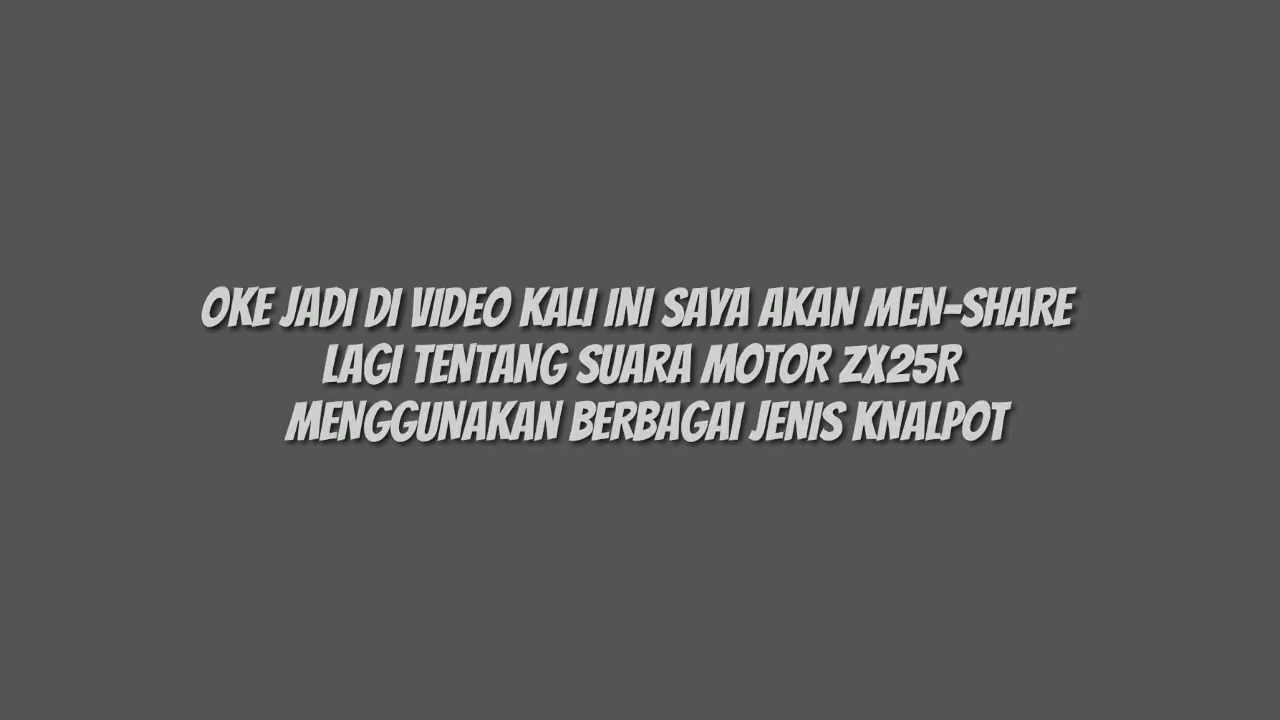 OKE JADI DI VIDEO KALI INI SAYA AKAN MEN-SHARE
LAGI TENTANG SUARA MOTOR ZX25R
MENGGUNAKAN BERBAGAI JENIS KNALPOT